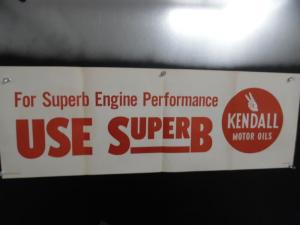 For Superb Engine Performance
USE SUPERB
KENDALL
MOTOR OILS